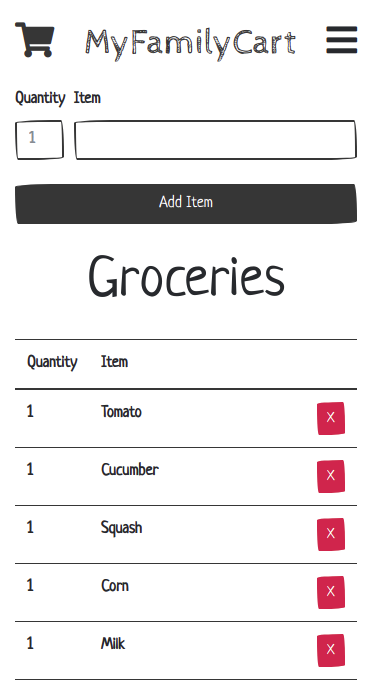 MyFamilyCart
Quantity Item
1
Add Item
Groceries
Quantity Item
1 Tomato X
1 Cucumber X
1 Squash X
1 Corn X
1 Milk X